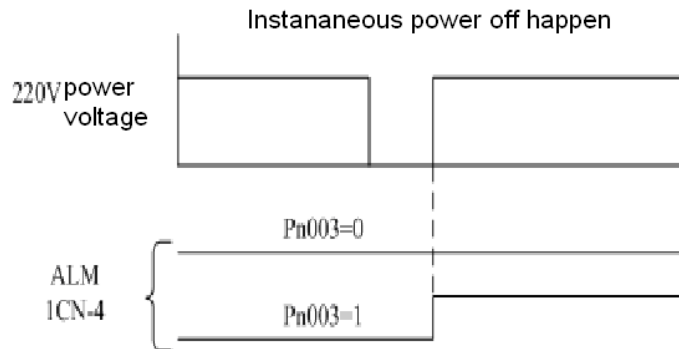 Instananeous power off happen
220V power
voltage
Pn003=0
ALM
1CN-4
Pn003=1